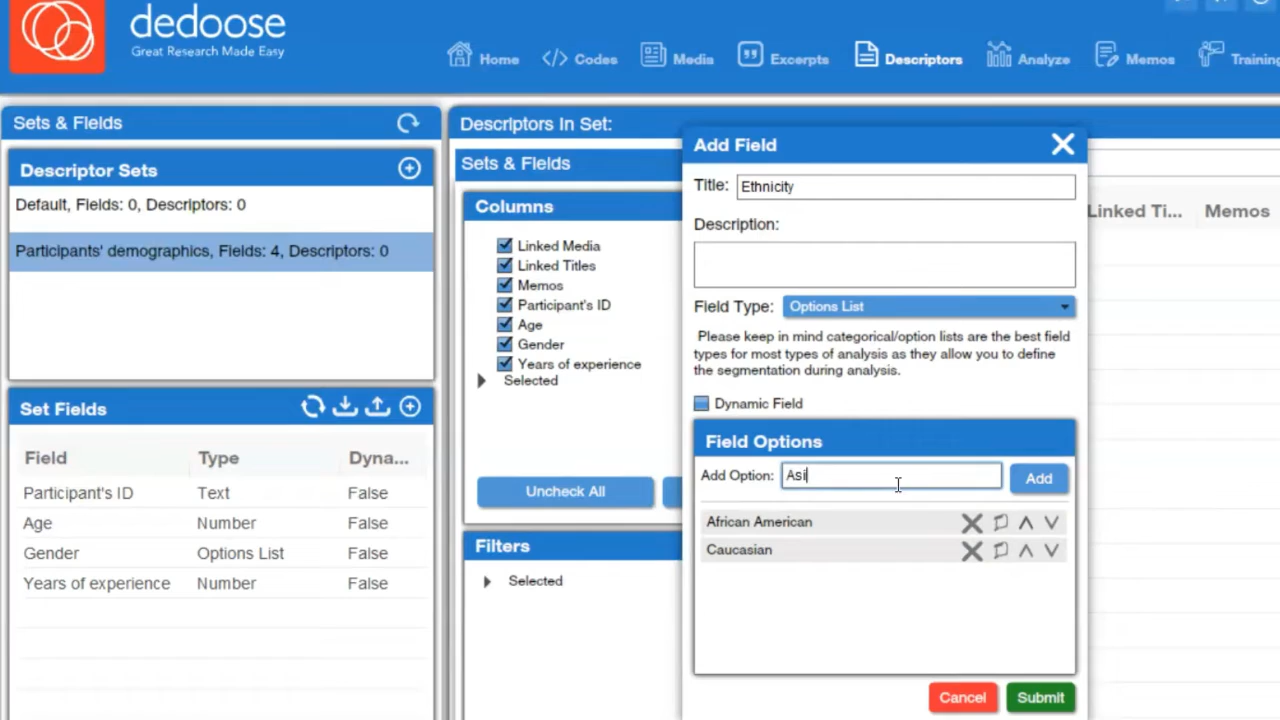 dedoose
Great Research Made Easy
Home
</> Codes
Media
Excerpts
Descriptors
Analyze
Memos
Training
Sets & Fields
Descriptor Sets
Default, Fields: 0, Descriptors: 0
Participants' demographics, Fields: 4, Descriptors: 0
Set Fields
Field Type Dyna...
Participant's ID Text False
Age Number False
Gender Options List False
Years of experience Number False
Descriptors In Set:
Sets & Fields
Columns
Linked Media
Linked Titles
Memos
Participant's ID
Age
Gender
Years of experience
Selected
Uncheck All
Filters
Selected
Add Field
Title: Ethnicity
Description:
Field Type: Options List
Please keep in mind categorical/option lists are the best field
types for most types of analysis as they allow you to define
the segmentation during analysis.
Dynamic Field
Field Options
Add Option: Asi
Add
African American
Caucasian
Cancel
Submit
Linked Ti... Memos